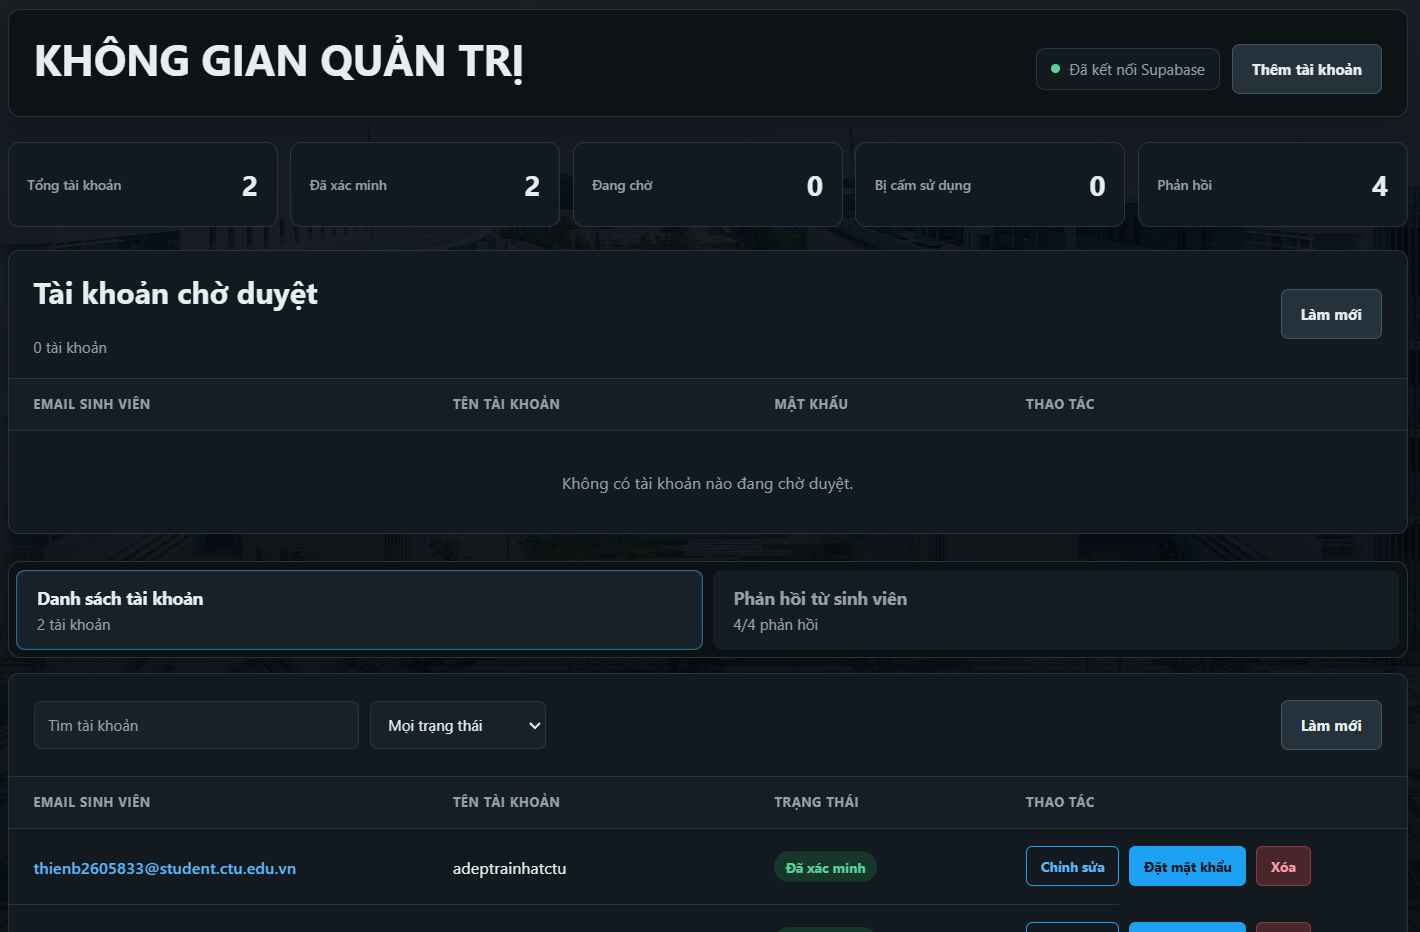 KHÔNG GIAN QUẢN TRỊ
Đã kết nối Supabase
Thêm tài khoản
Tổng tài khoản 2
Đã xác minh 2
Đang chờ 0
Bị cấm sử dụng 0
Phản hồi 4
Tài khoản chờ duyệt
0 tài khoản
Làm mới
EMAIL SINH VIÊN TÊN TÀI KHOẢN MẬT KHẨU THAO TÁC
Không có tài khoản nào đang chờ duyệt.
Danh sách tài khoản
2 tài khoản
Phản hồi từ sinh viên
4/4 phản hồi
Tìm tài khoản
Mọi trạng thái
Làm mới
EMAIL SINH VIÊN TÊN TÀI KHOẢN TRẠNG THÁI THAO TÁC
thienb2605833@student.ctu.edu.vn adeptrainhatctu Đã xác minh Chỉnh sửa Đặt mật khẩu Xóa